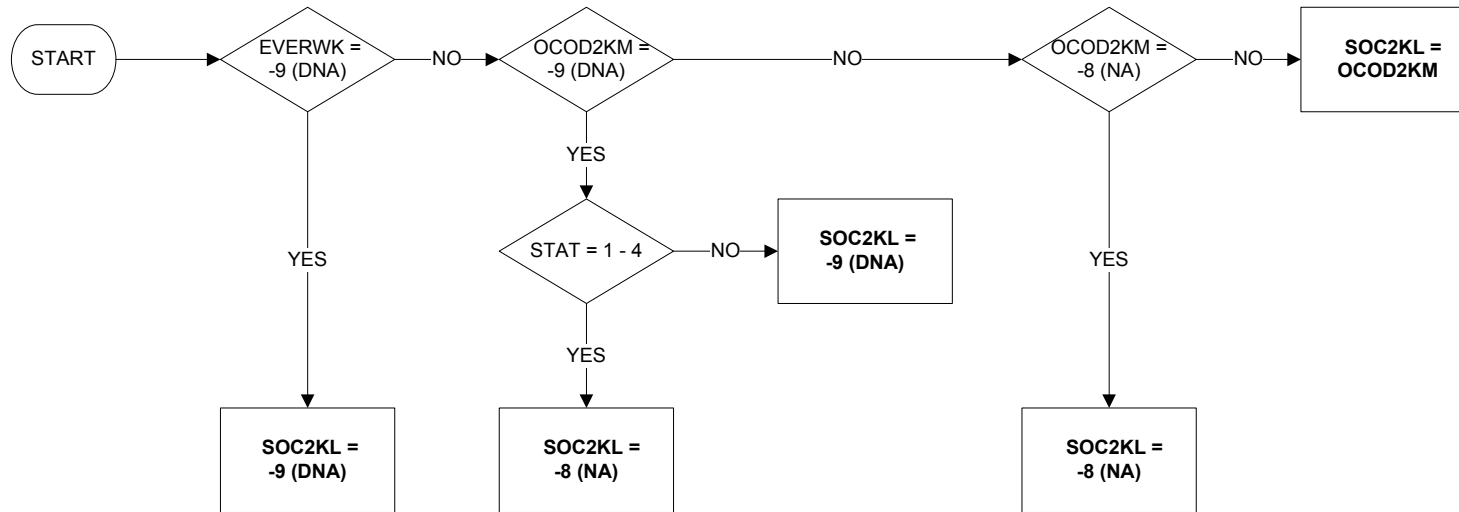 START
EVERWK =
-9 (DNA)
NO
OCOD2KM =
-9 (DNA)
NO
OCOD2KM =
-8 (NA)
NO
SOC2KL =
OCOD2KM
YES
STAT = 1 - 4
NO
SOC2KL =
-9 (DNA)
YES
YES
YES
SOC2KL =
-9 (DNA)
SOC2KL =
-8 (NA)
SOC2KL =
-8 (NA)